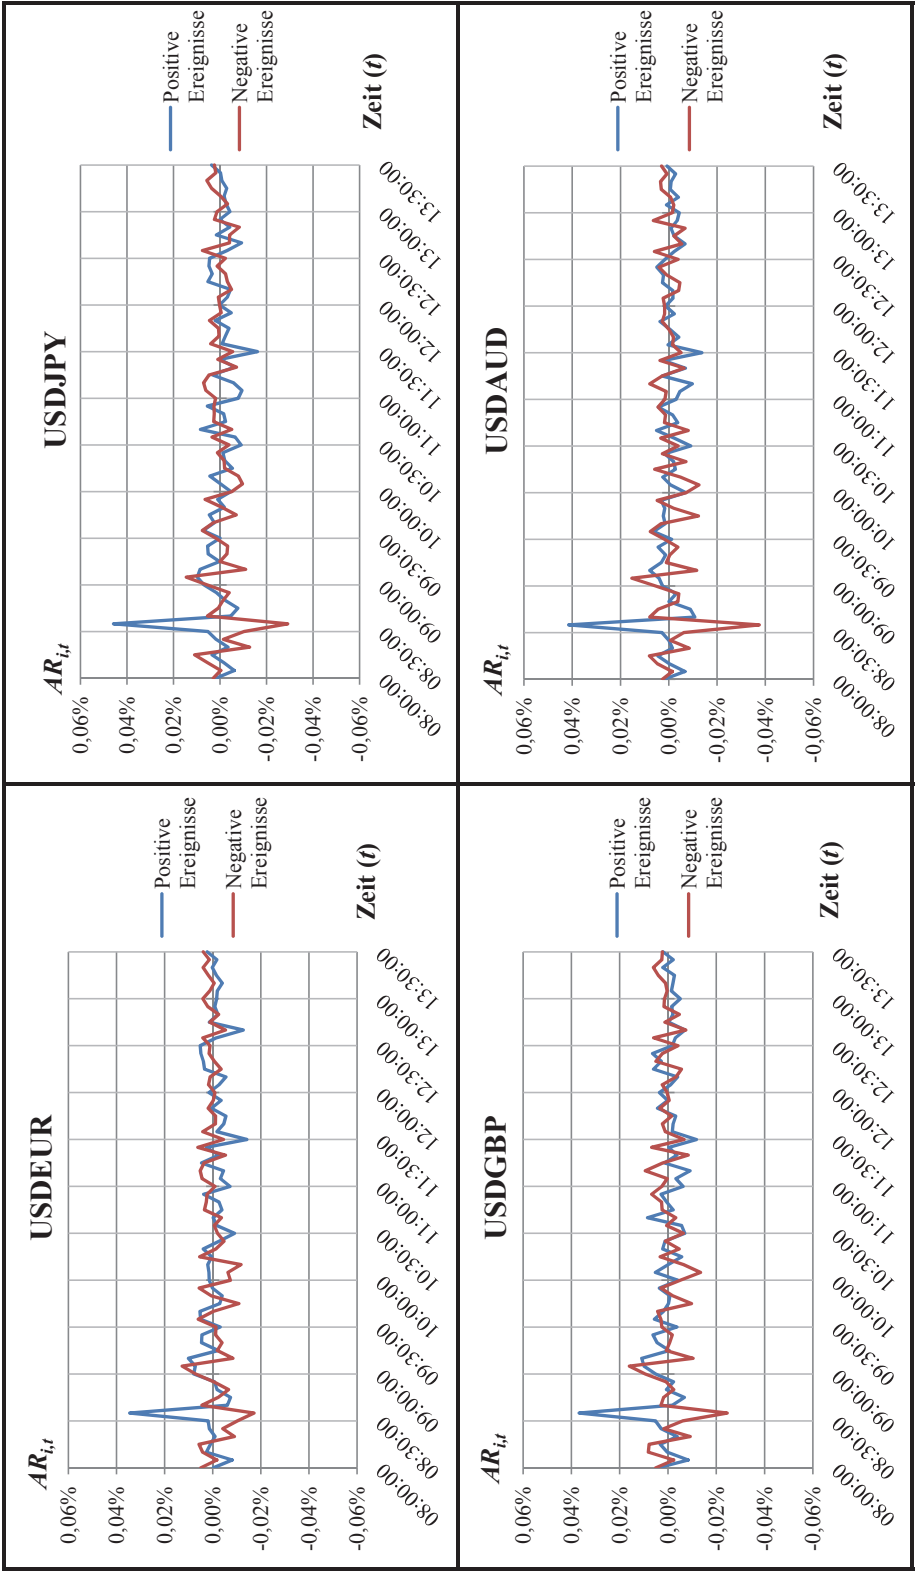 USDEUR
AR i,t
0,06%
0,04%
0,02%
0,00%
-0,02%
-0,04%
-0,06%
08:00:00
08:30:00
09:00:00
09:30:00
10:00:00
10:30:00
11:00:00
11:30:00
12:00:00
12:30:00
13:00:00
13:30:00
Positive
Ereignisse
Negative
Ereignisse
Zeit (t)
USDJPY
AR i,t
0,06%
0,04%
0,02%
0,00%
-0,02%
-0,04%
-0,06%
08:00:00
08:30:00
09:00:00
09:30:00
10:00:00
10:30:00
11:00:00
11:30:00
12:00:00
12:30:00
13:00:00
13:30:00
Positive
Ereignisse
Negative
Ereignisse
Zeit (t)
USDGBP
AR i,t
0,06%
0,04%
0,02%
0,00%
-0,02%
-0,04%
-0,06%
08:00:00
08:30:00
09:00:00
09:30:00
10:00:00
10:30:00
11:00:00
11:30:00
12:00:00
12:30:00
13:00:00
13:30:00
Positive
Ereignisse
Negative
Ereignisse
Zeit (t)
USDAUD
AR i,t
0,06%
0,04%
0,02%
0,00%
-0,02%
-0,04%
-0,06%
08:00:00
08:30:00
09:00:00
09:30:00
10:00:00
10:30:00
11:00:00
11:30:00
12:00:00
12:30:00
13:00:00
13:30:00
Positive
Ereignisse
Negative
Ereignisse
Zeit (t)